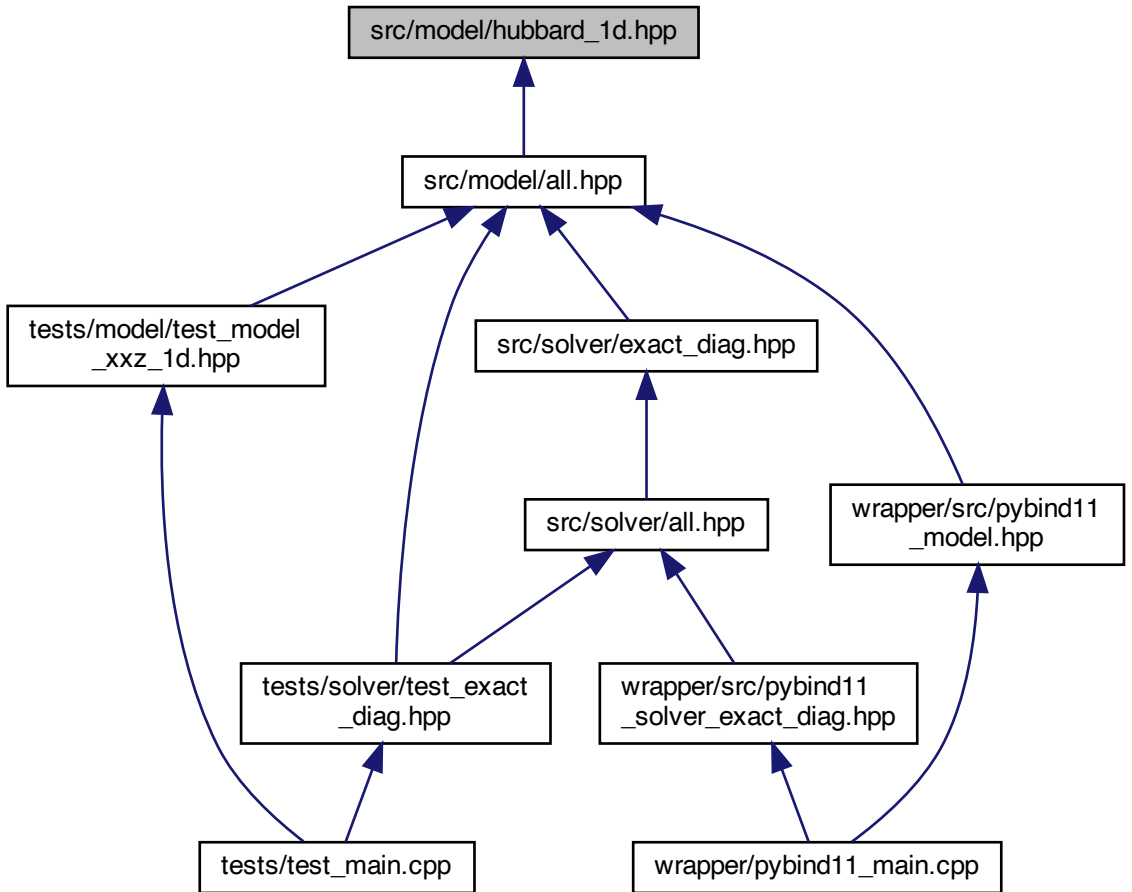 src/model/hubbard_1d.hpp
src/model/all.hpp
tests/model/test_model
_xxz_1d.hpp
src/solver/exact_diag.hpp
src/solver/all.hpp
wrapper/src/pybind11
_model.hpp
tests/solver/test_exact
_diag.hpp
wrapper/src/pybind11
_solver_exact_diag.hpp
tests/test_main.cpp
wrapper/pybind11_main.cpp